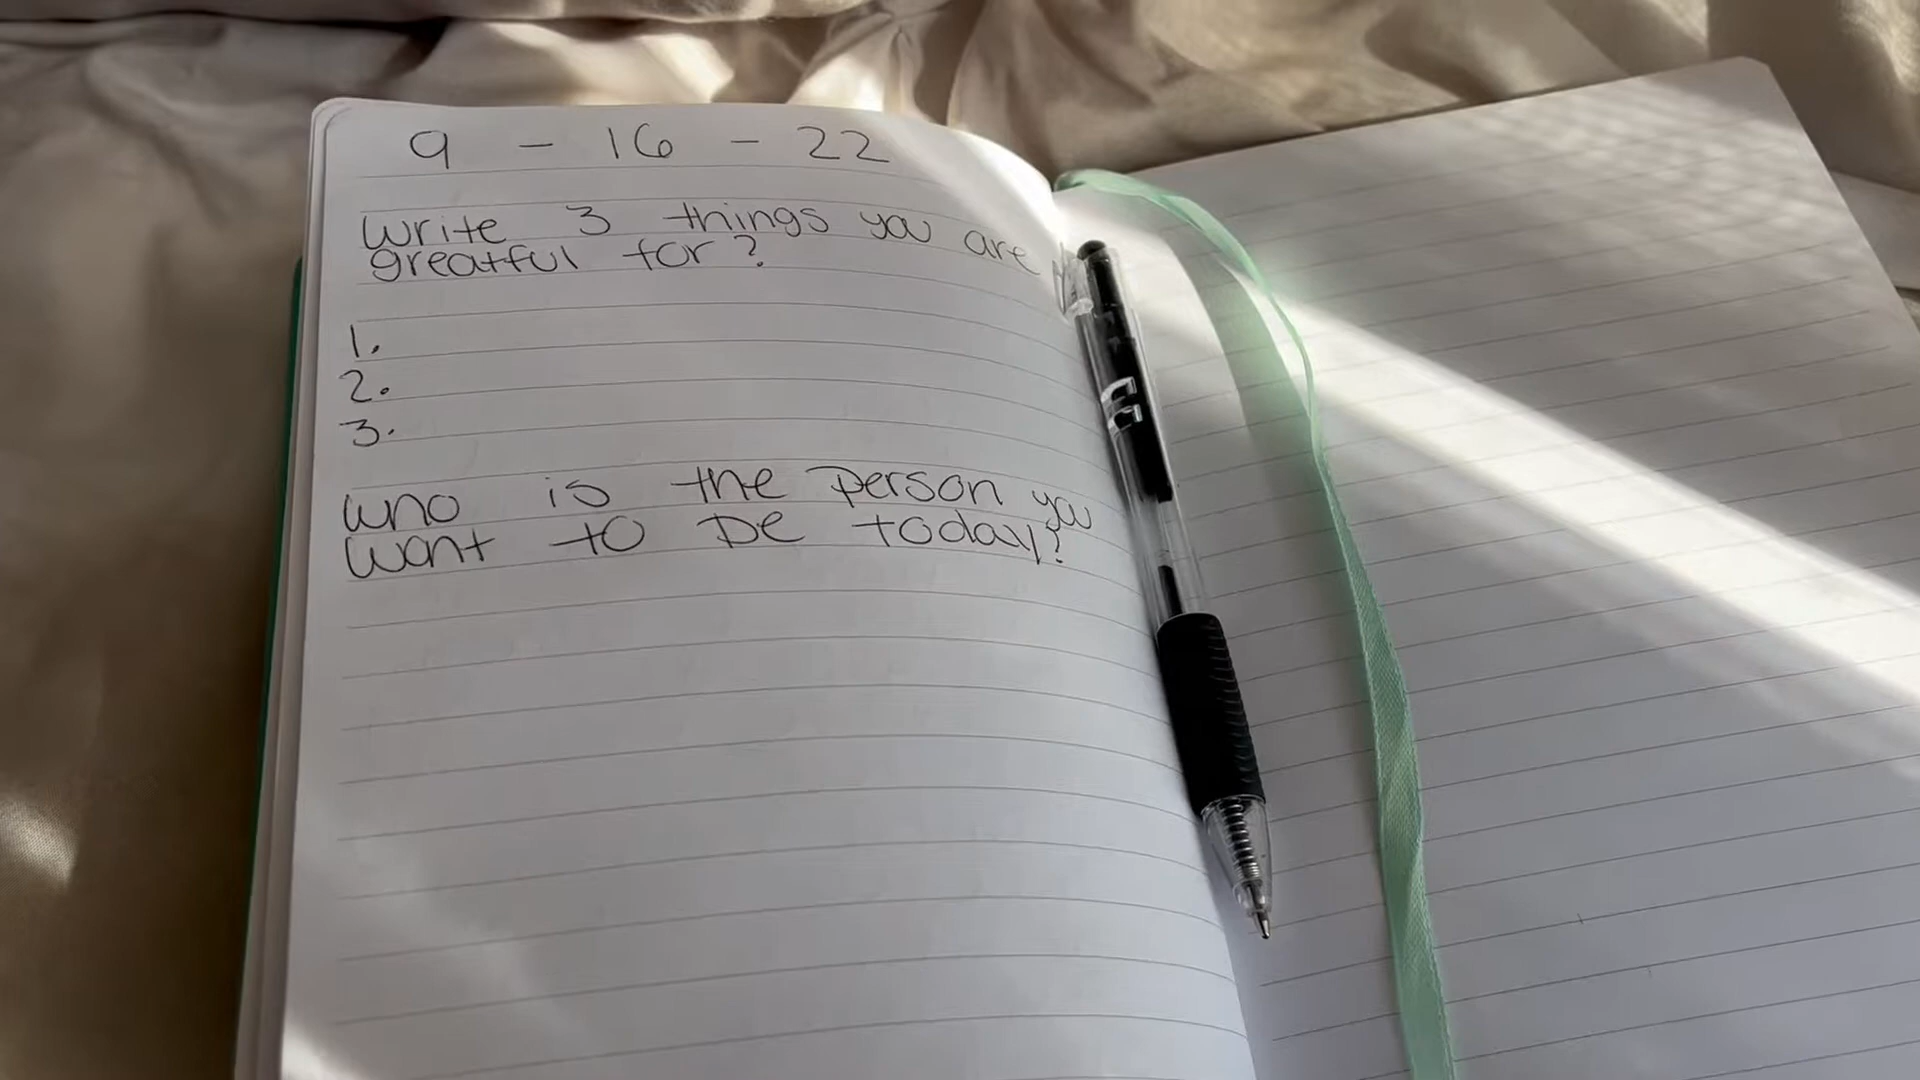 9 - 16 - 22
Write 3 things you are
greatful for?
1.
2.
3.
Who is the person you
want to be today?